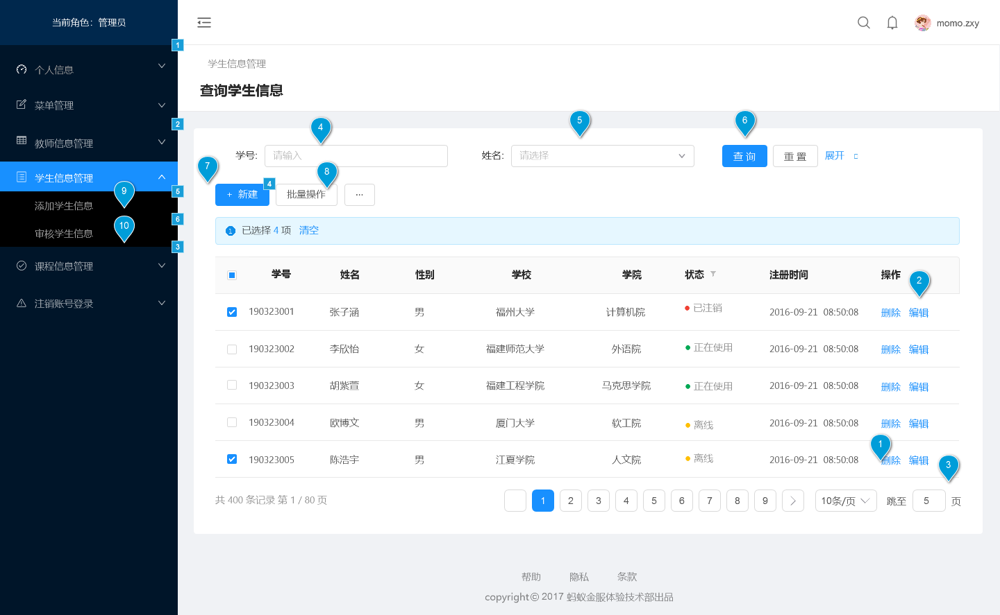 当前角色：管理员
momo.zxy
1
个人信息
菜单管理
2
教师信息管理
学生信息管理
9
5
添加学生信息
10
6
审核学生信息
3
课程信息管理
注销账号登录
学生信息管理
查询学生信息
4
5
6
学号: 请输入
姓名: 请选择
查 询
重 置
展开
7
8
4
+ 新建
批量操作
...
已选择 4 项 清空
学号 姓名 性别 学校 学院 状态 注册时间 操作
2
190323001 张子涵 男 福州大学 计算机院 已注销 2016-09-21 08:50:08 删除 编辑
190323002 李欣怡 女 福建师范大学 外语院 正在使用 2016-09-21 08:50:08 删除 编辑
190323003 胡紫萱 女 福建工程学院 马克思学院 正在使用 2016-09-21 08:50:08 删除 编辑
190323004 欧博文 男 厦门大学 软工院 离线 2016-09-21 08:50:08 删除 编辑
1
190323005 陈浩宇 男 江夏学院 人文院 离线 2016-09-21 08:50:08 删除 编辑
3
共 400 条记录 第 1 / 80 页
1 2 3 4 5 6 7 8 9
10条/页
跳至 5 页
帮助 隐私 条款
copyright© 2017 蚂蚁金服体验技术部出品